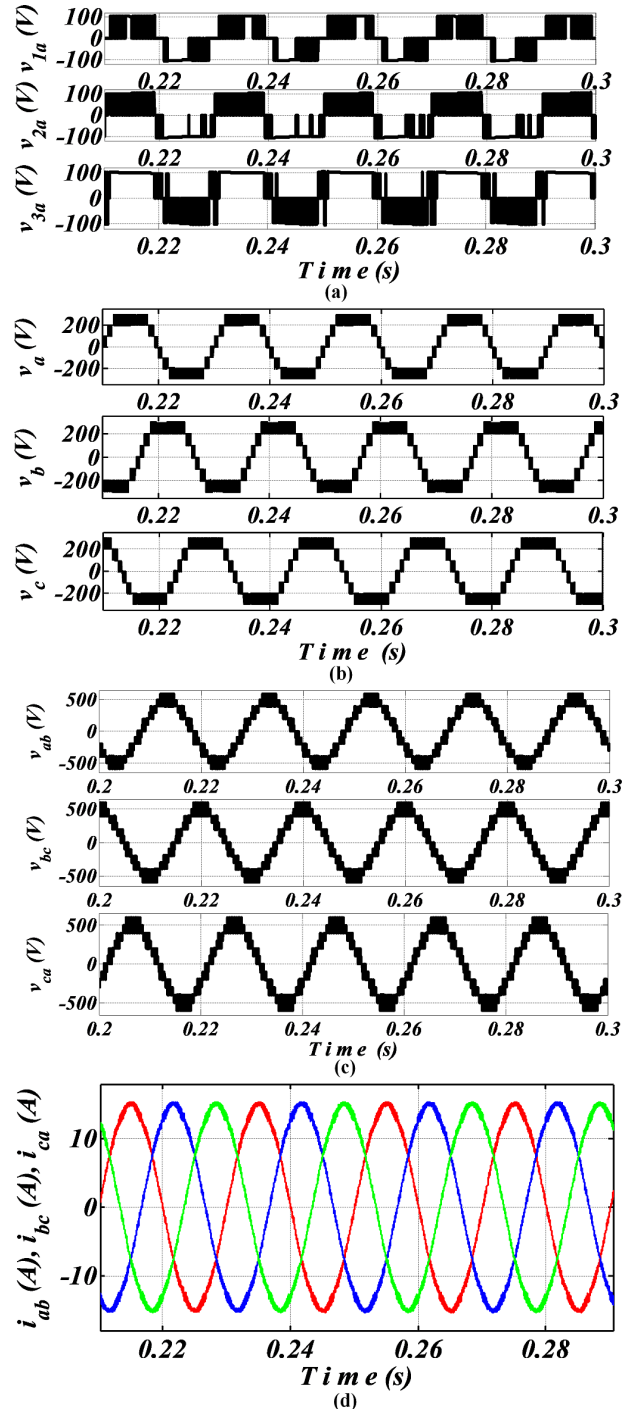 v1a (V)
100
0
-100
0.22 0.24 0.26 0.28 0.3
v2a (V)
100
0
-100
0.22 0.24 0.26 0.28 0.3
v3a (V)
100
0
-100
0.22 0.24 0.26 0.28 0.3
Time(s)
(a)
va (V)
200
0
-200
0.22 0.24 0.26 0.28 0.3
vb (V)
200
0
-200
0.22 0.24 0.26 0.28 0.3
vc (V)
200
0
-200
0.22 0.24 0.26 0.28 0.3
Time (s)
(b)
vab (V)
500
0
-500
0.2 0.22 0.24 0.26 0.28 0.3
vbc (V)
500
0
-500
0.2 0.22 0.24 0.26 0.28 0.3
vca (V)
500
0
-500
0.2 0.22 0.24 0.26 0.28 0.3
Time (s)
(c)
iab (A), ibc (A), ica (A)
10
0
-10
0.22 0.24 0.26 0.28
Time(s)
(d)